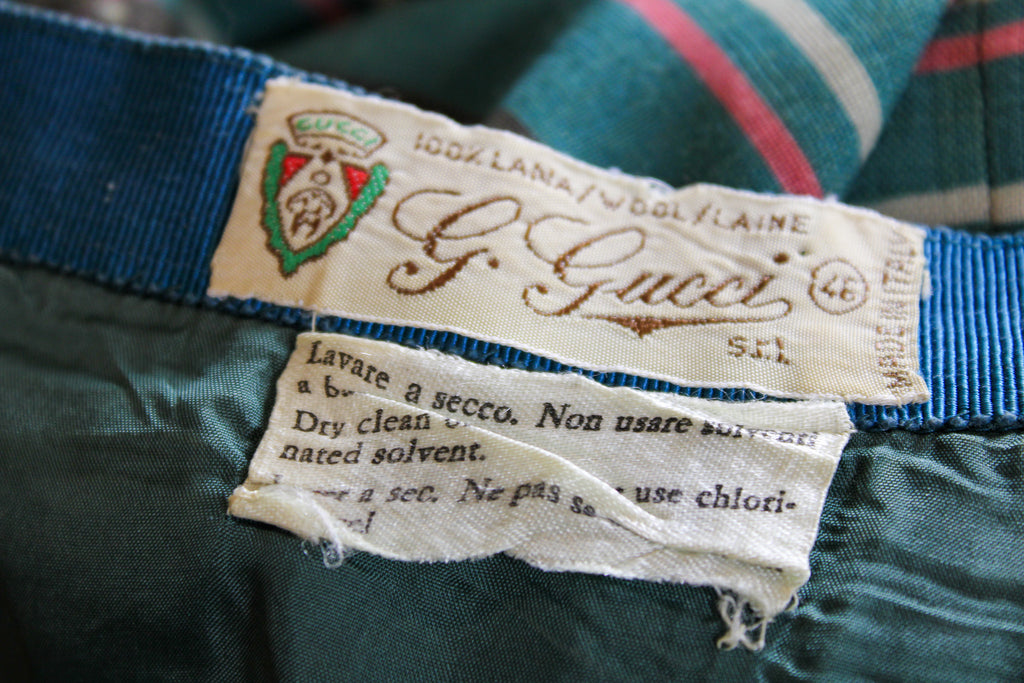 GUCCI
100% LANA/WOOL/LAINE
G. Gucci
46
s.r.l.
MADE IN ITALY
Lavare a secco. Non usare solventi
a
Dry clean use chlori-
nated solvent.
a sec. Ne pas